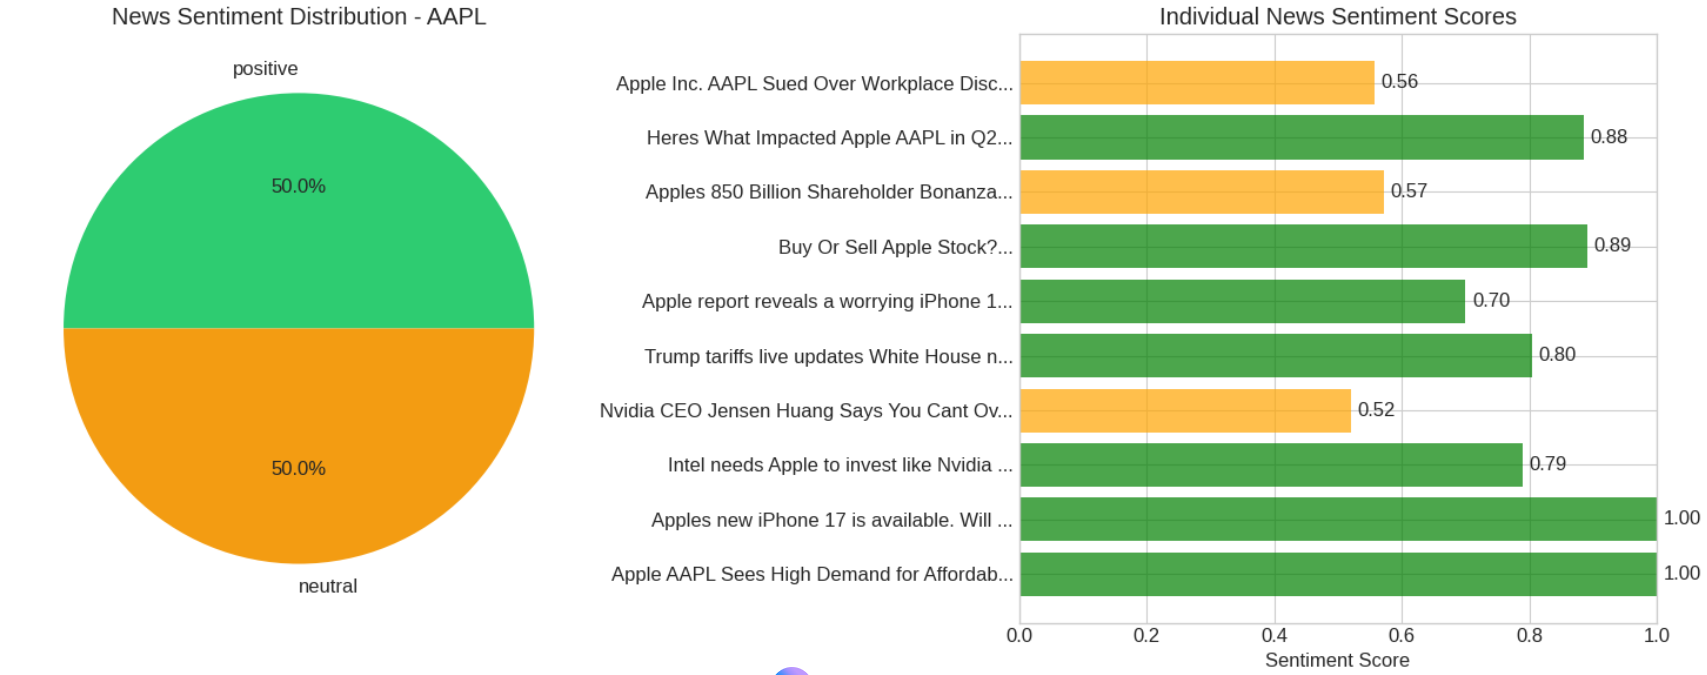 News Sentiment Distribution - AAPL
positive
50.0%
50.0%
neutral
Individual News Sentiment Scores
Apple Inc. AAPL Sued Over Workplace Disc... 0.56
Heres What Impacted Apple AAPL in Q2... 0.88
Apples 850 Billion Shareholder Bonanza... 0.57
Buy Or Sell Apple Stock?... 0.89
Apple report reveals a worrying iPhone 1... 0.70
Trump tariffs live updates White House n... 0.80
Nvidia CEO Jensen Huang Says You Cant Ov... 0.52
Intel needs Apple to invest like Nvidia ... 0.79
Apples new iPhone 17 is available. Will ... 1.00
Apple AAPL Sees High Demand for Affordab... 1.00
0.0 0.2 0.4 0.6 0.8 1.0
Sentiment Score